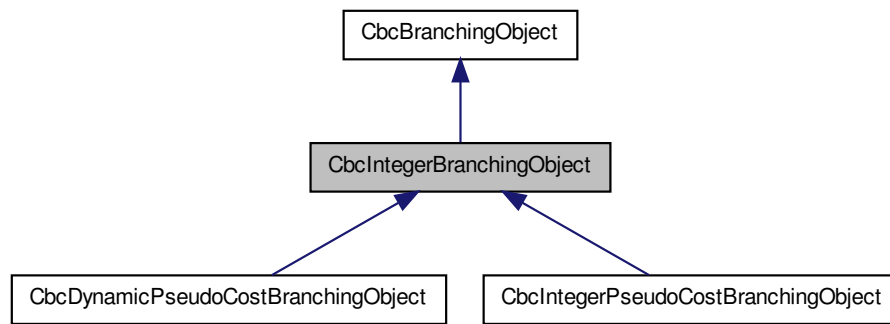 CbcBranchingObject
CbcIntegerBranchingObject
CbcDynamicPseudoCostBranchingObject
CbcIntegerPseudoCostBranchingObject